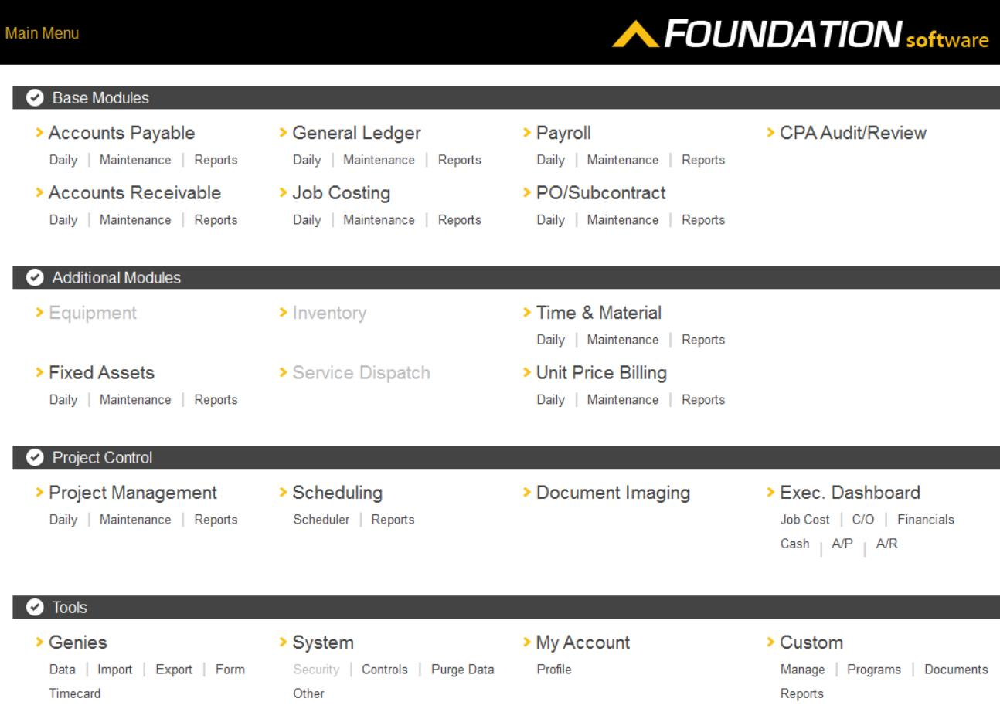 Main Menu
FOUNDATION software
Base Modules
Accounts Payable General Ledger Payroll CPA Audit/Review
Daily | Maintenance | Reports Daily | Maintenance | Reports Daily | Maintenance | Reports
Accounts Receivable Job Costing PO/Subcontract
Daily | Maintenance | Reports Daily | Maintenance | Reports Daily | Maintenance | Reports
Additional Modules
Equipment Inventory Time & Material
Daily | Maintenance | Reports
Fixed Assets Service Dispatch Unit Price Billing
Daily | Maintenance | Reports Daily | Maintenance | Reports
Project Control
Project Management Scheduling Document Imaging Exec. Dashboard
Daily | Maintenance | Reports Scheduler | Reports Job Cost | C/O | Financials
Cash | A/P | A/R
Tools
Genies System My Account Custom
Data | Import | Export | Form Security | Controls | Purge Data Profile Manage | Programs | Documents
Timecard Other Reports